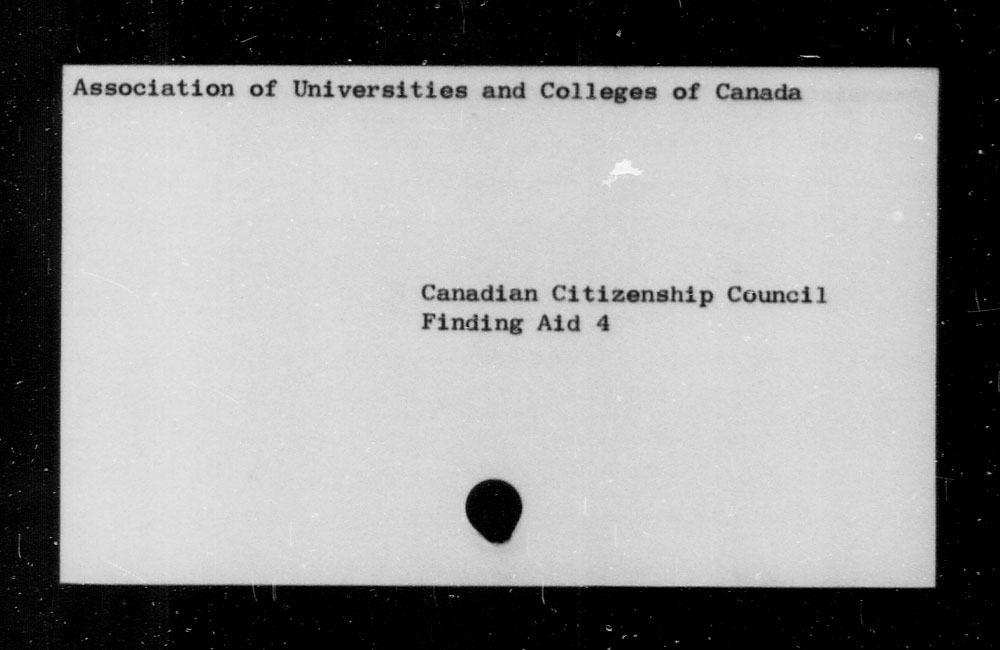 Association of Universities and Colleges of Canada
Canadian Citizenship Council
Finding Aid 4